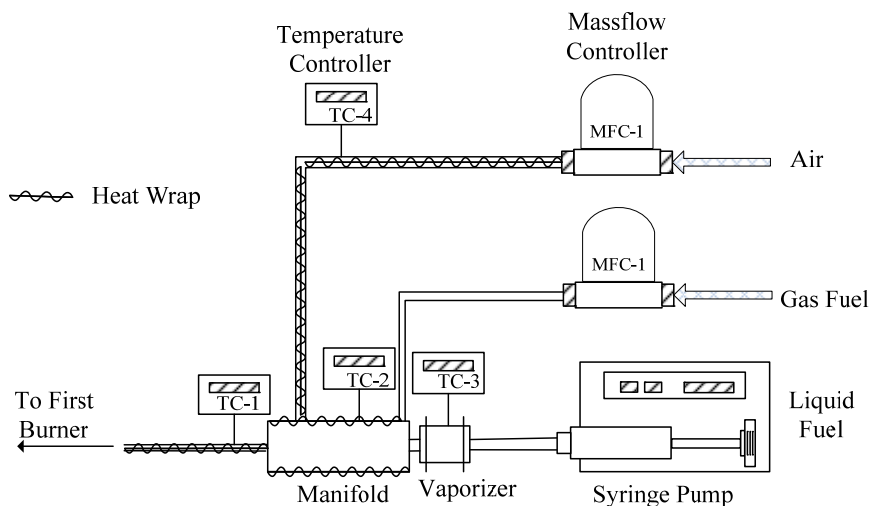 Temperature
Controller
Massflow
Controller
TC-4
MFC-1
Air
Heat Wrap
MFC-1
Gas Fuel
TC-1
TC-2
TC-3
To First
Burner
Liquid
Fuel
Manifold
Vaporizer
Syringe Pump